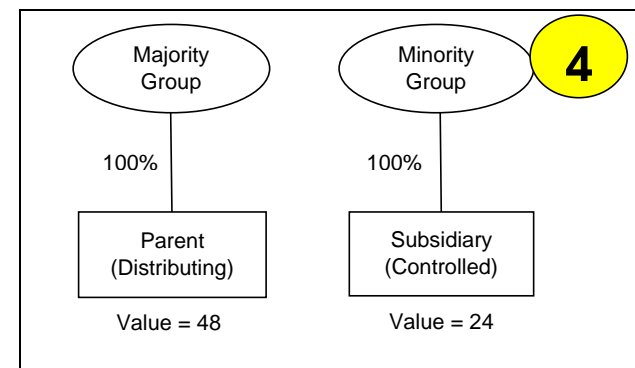 Majority
Group
Minority
Group
4
100%
100%
Parent
(Distributing)
Subsidiary
(Controlled)
Value = 48
Value = 24